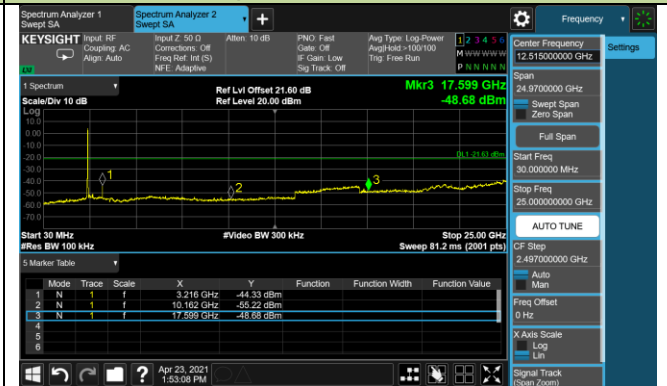 Spectrum Analyzer 1
Swept SA
Spectrum Analyzer 2
Swept SA
+
Frequency
KEYSIGHT
Input: RF
Coupling: AC
Align: Auto
Input Z: 50 Ω
Corrections: Off
Freq Ref: Int (S)
NFE: Adaptive
Atten: 10 dB
PNO: Fast
Gate: Off
IF Gain: Low
Sig Track: Off
Avg Type: Log-Power
Avg|Hold:>100/100
Trig: Free Run
1 2 3 4 5 6
M W W W W W
P N N N N N
1 Spectrum
Scale/Div 10 dB
Log
Ref Lvl Offset 21.60 dB
Ref Level 20.00 dBm
Mkr3 17.599 GHz
-48.68 dBm
10.0
0.00
-10.0
-20.0
-30.0
-40.0
-50.0
-60.0
-70.0
DL1 -21.63 dBm
1
2
3
Start 30 MHz
#Res BW 100 kHz
#Video BW 300 kHz
Stop 25.00 GHz
Sweep 81.2 ms (2001 pts)
5 Marker Table
Mode Trace Scale X Y Function Function Width Function Value
1 N 1 f 3.216 GHz -44.33 dBm
2 N 1 f 10.162 GHz -55.22 dBm
3 N 1 f 17.599 GHz -48.68 dBm
4
5
6
Apr 23, 2021
1:53:08 PM
Center Frequency
12.515000000 GHz
Settings
Span
24.9700000 GHz
Swept Span
Zero Span
Full Span
Start Freq
30.000000 MHz
Stop Freq
25.000000000 GHz
AUTO TUNE
CF Step
2.497000000 GHz
Auto
Man
Freq Offset
0 Hz
X Axis Scale
Log
Lin
Signal Track
(Span Zoom)